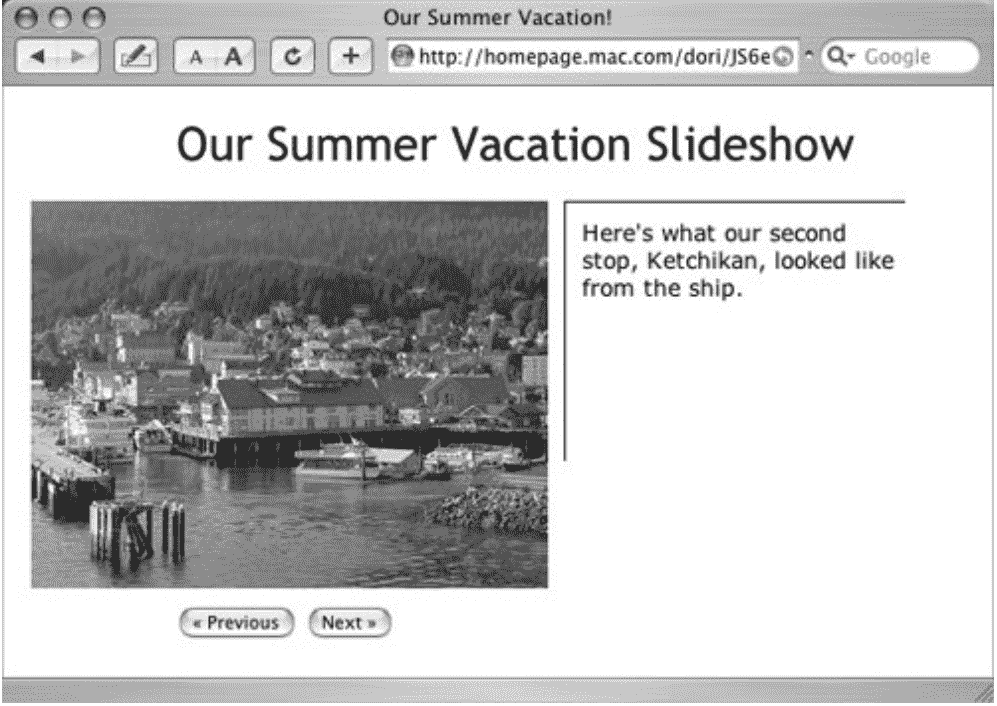 Our Summer Vacation!
A A
http://homepage.mac.com/dori/JS6e
Google
Our Summer Vacation Slideshow
Here's what our second
stop, Ketchikan, looked like
from the ship.
« Previous Next »